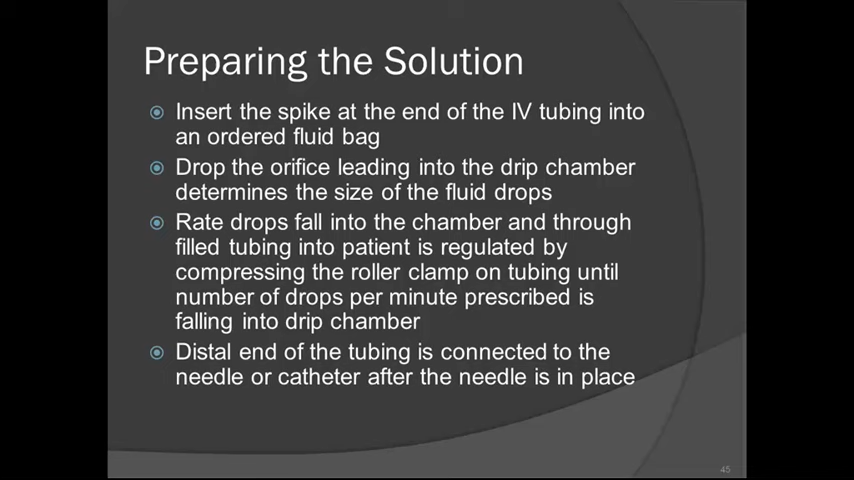 Preparing the Solution
Insert the spike at the end of the IV tubing into
an ordered fluid bag
Drop the orifice leading into the drip chamber
determines the size of the fluid drops
Rate drops fall into the chamber and through
filled tubing into patient is regulated by
compressing the roller clamp on tubing until
number of drops per minute prescribed is
falling into drip chamber
Distal end of the tubing is connected to the
needle or catheter after the needle is in place
45